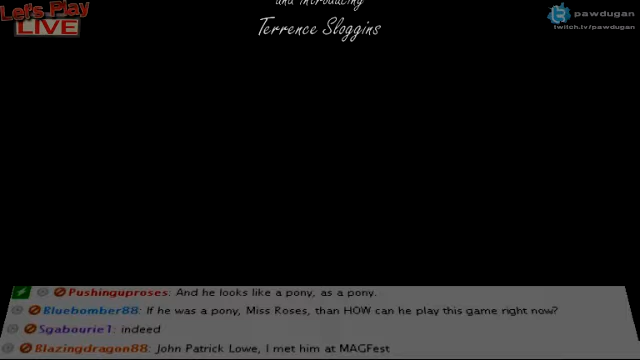 and introducing
Terrence Sloggins
Let's Play
LIVE
pawdugan
twitch.tv/pawdugan
Pushinguproses: And he looks like a pony, as a pony.
Bluebomber88: If he was a pony, Miss Roses, than HOW can he play this game right now?
Sgabourie1: indeed
Blazingdragon88: John Patrick Lowe, I met him at MAGFest